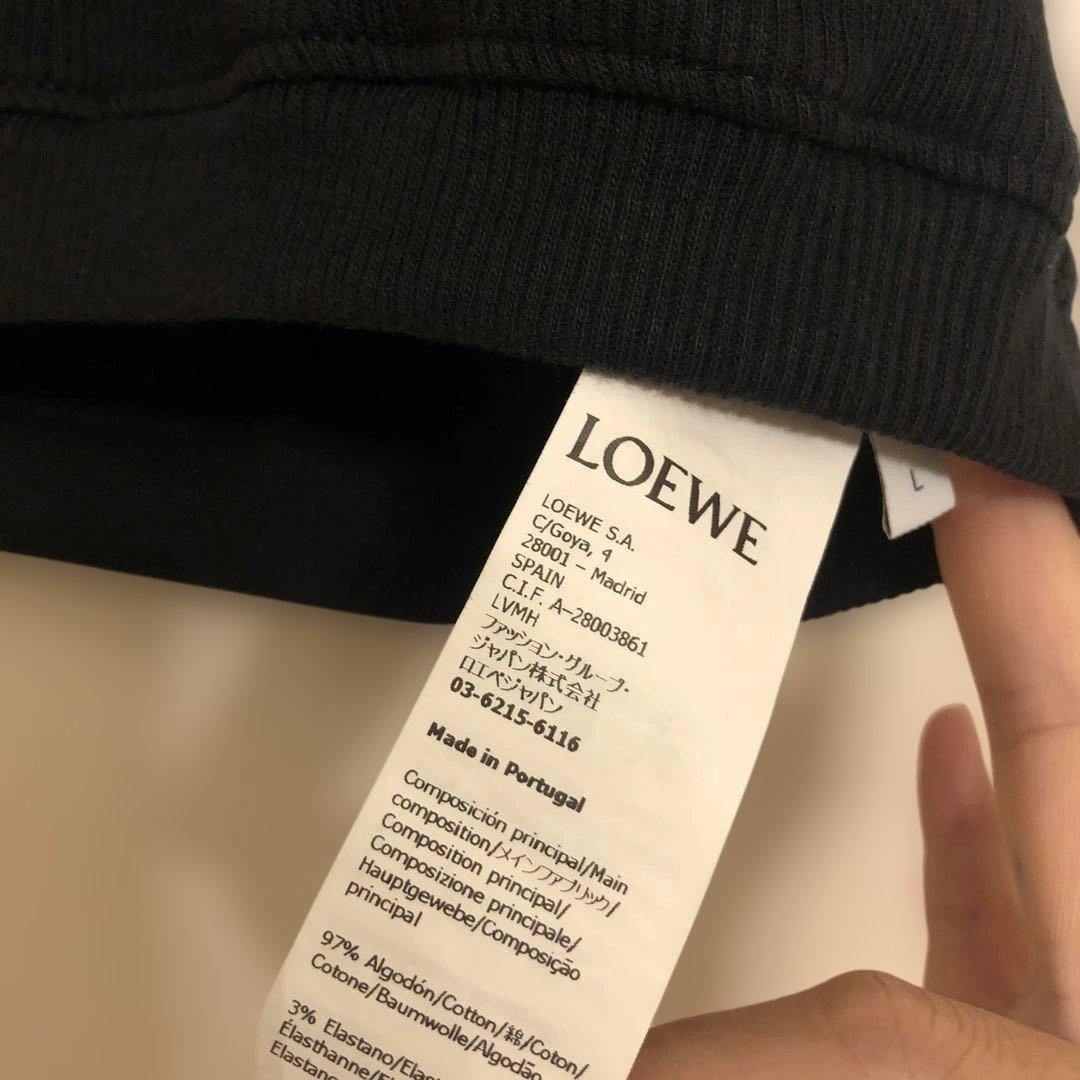 LOEWE
L
LOEWE S.A.
C/Goya, 4
28001 - Madrid
SPAIN
C.I.F. A-28003861
LVMH
ファッション・グループ・
ジャパン株式会社
ロエベジャパン
03-6215-6116
Made in Portugal
Composición principal/Main
composition/メインファブリック/
Composition principal/
Composizione principale/
Hauptgewebe/Composição
principal
97% Algodón/Cotton/綿/Coton/
Cotone/Baumwolle/Algodão
3% Elastano/
Élasthanne/
Elastano